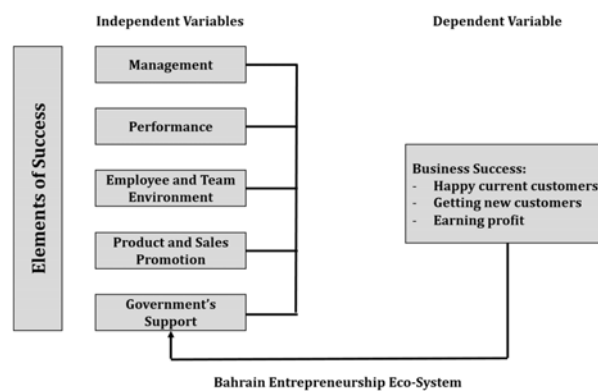 Independent Variables
Dependent Variable
Elements of Success
Management
Performance
Employee and Team
Environment
Product and Sales
Promotion
Government's
Support
Business Success:
- Happy current customers
- Getting new customers
- Earning profit
Bahrain Entrepreneurship Eco-System